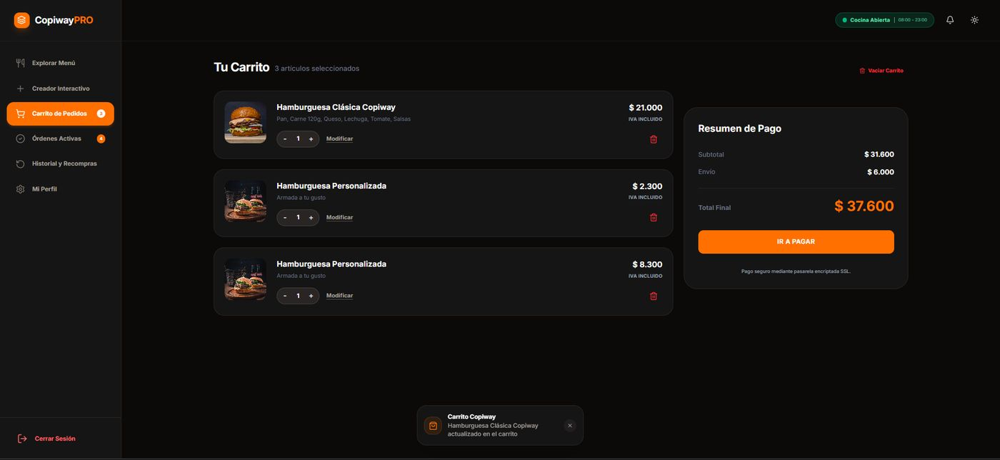 CopiwayPRO
Cocina Abierta | 08:00 - 23:00
Explorar Menú
Creador Interactivo
Carrito de Pedidos 3
Órdenes Activas 4
Historial y Recompras
Mi Perfil
Cerrar Sesión
Tu Carrito 3 artículos seleccionados
Vaciar Carrito
Hamburguesa Clásica Copiway
$ 21.000
Pan, Carne 120g, Queso, Lechuga, Tomate, Salsas
IVA INCLUIDO
- 1 + Modificar
Hamburguesa Personalizada
$ 2.300
Armada a tu gusto
IVA INCLUIDO
- 1 + Modificar
Hamburguesa Personalizada
$ 8.300
Armada a tu gusto
IVA INCLUIDO
- 1 + Modificar
Resumen de Pago
Subtotal $ 31.600
Envío $ 6.000
Total Final $ 37.600
IR A PAGAR
Pago seguro mediante pasarela encriptada SSL.
Carrito Copiway
Hamburguesa Clásica Copiway
actualizado en el carrito